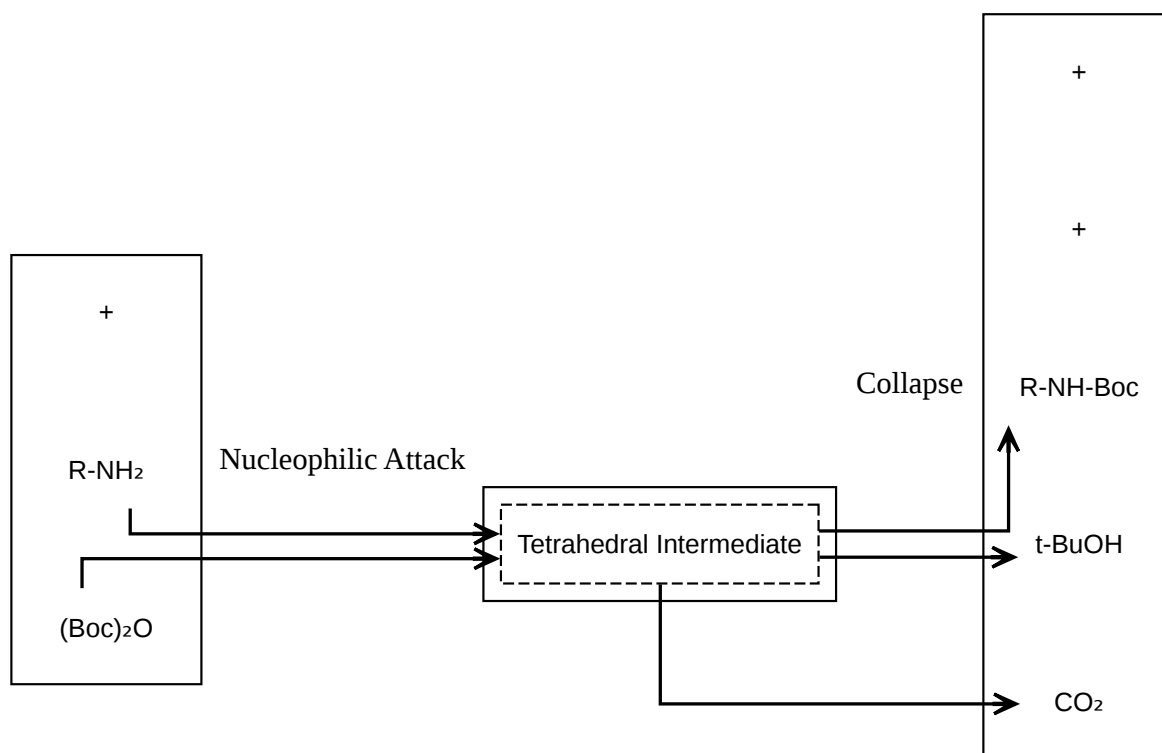 +
+
+
Collapse
R-NH-Boc
Nucleophilic Attack
R-NH₂
Tetrahedral Intermediate
t-BuOH
(Boc)₂O
CO₂